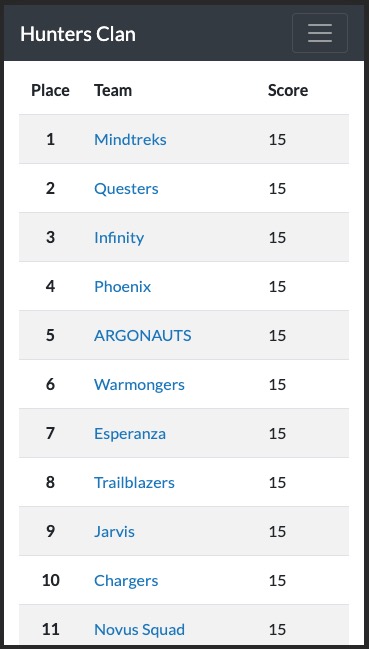 Hunters Clan
Place Team Score
1 Mindtreks 15
2 Questers 15
3 Infinity 15
4 Phoenix 15
5 ARGONAUTS 15
6 Warmongers 15
7 Esperanza 15
8 Trailblazers 15
9 Jarvis 15
10 Chargers 15
11 Novus Squad 15